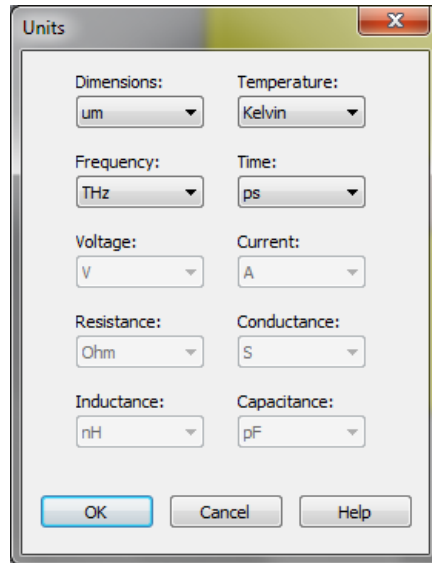 Units
Dimensions: Temperature:
um Kelvin
Frequency: Time:
THz ps
Voltage: Current:
V A
Resistance: Conductance:
Ohm S
Inductance: Capacitance:
nH pF
OK Cancel Help